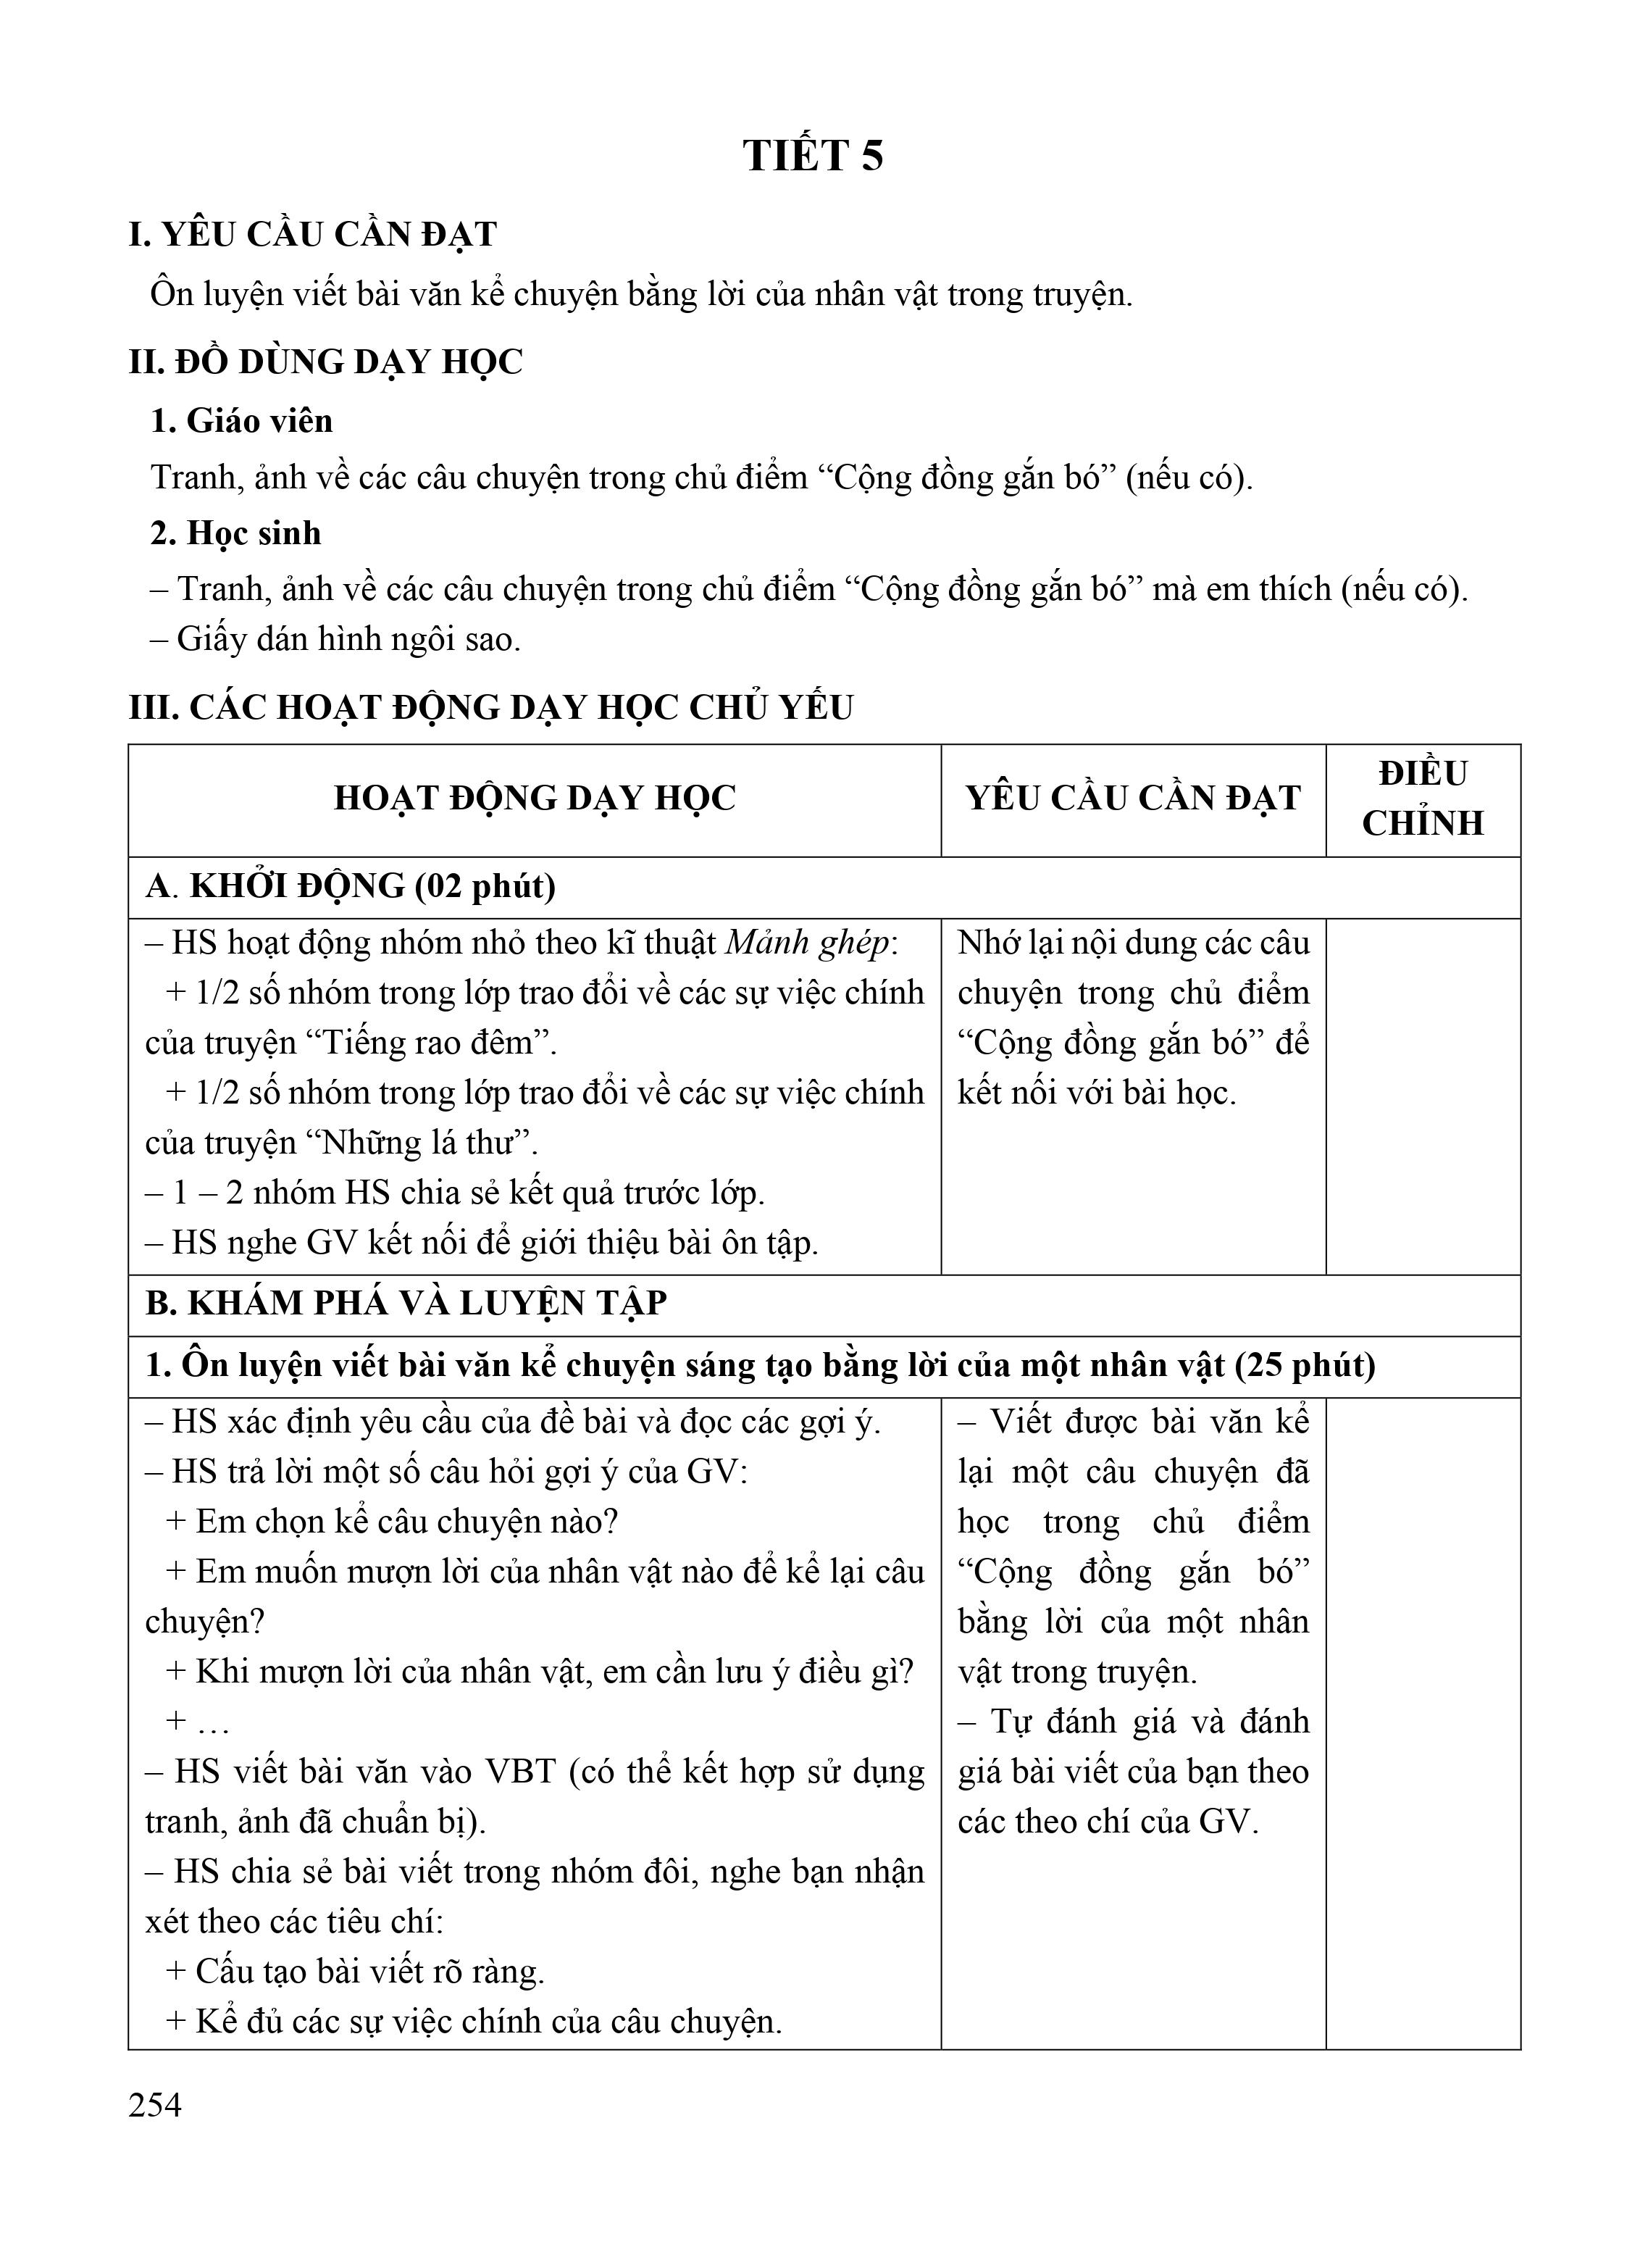 TIẾT 5
I. YÊU CẦU CẦN ĐẠT
Ôn luyện viết bài văn kể chuyện bằng lời của nhân vật trong truyện.
II. ĐỒ DÙNG DẠY HỌC
1. Giáo viên
Tranh, ảnh về các câu chuyện trong chủ điểm “Cộng đồng gắn bó” (nếu có).
2. Học sinh
– Tranh, ảnh về các câu chuyện trong chủ điểm “Cộng đồng gắn bó” mà em thích (nếu có).
– Giấy dán hình ngôi sao.
III. CÁC HOẠT ĐỘNG DẠY HỌC CHỦ YẾU
HOẠT ĐỘNG DẠY HỌC
YÊU CẦU CẦN ĐẠT
ĐIỀU
CHỈNH
A. KHỞI ĐỘNG (02 phút)
– HS hoạt động nhóm nhỏ theo kĩ thuật Mảnh ghép:
+ 1/2 số nhóm trong lớp trao đổi về các sự việc chính
của truyện “Tiếng rao đêm”.
+ 1/2 số nhóm trong lớp trao đổi về các sự việc chính
của truyện “Những lá thư”.
– 1 – 2 nhóm HS chia sẻ kết quả trước lớp.
– HS nghe GV kết nối để giới thiệu bài ôn tập.
Nhớ lại nội dung các câu
chuyện trong chủ điểm
“Cộng đồng gắn bó” để
kết nối với bài học.
B. KHÁM PHÁ VÀ LUYỆN TẬP
1. Ôn luyện viết bài văn kể chuyện sáng tạo bằng lời của một nhân vật (25 phút)
– HS xác định yêu cầu của đề bài và đọc các gợi ý.
– HS trả lời một số câu hỏi gợi ý của GV:
+ Em chọn kể câu chuyện nào?
+ Em muốn mượn lời của nhân vật nào để kể lại câu
chuyện?
+ Khi mượn lời của nhân vật, em cần lưu ý điều gì?
+ …
– HS viết bài văn vào VBT (có thể kết hợp sử dụng
tranh, ảnh đã chuẩn bị).
– HS chia sẻ bài viết trong nhóm đôi, nghe bạn nhận
xét theo các tiêu chí:
+ Cấu tạo bài viết rõ ràng.
+ Kể đủ các sự việc chính của câu chuyện.
– Viết được bài văn kể
lại một câu chuyện đã
học trong chủ điểm
“Cộng đồng gắn bó”
bằng lời của một nhân
vật trong truyện.
– Tự đánh giá và đánh
giá bài viết của bạn theo
các theo chí của GV.
254